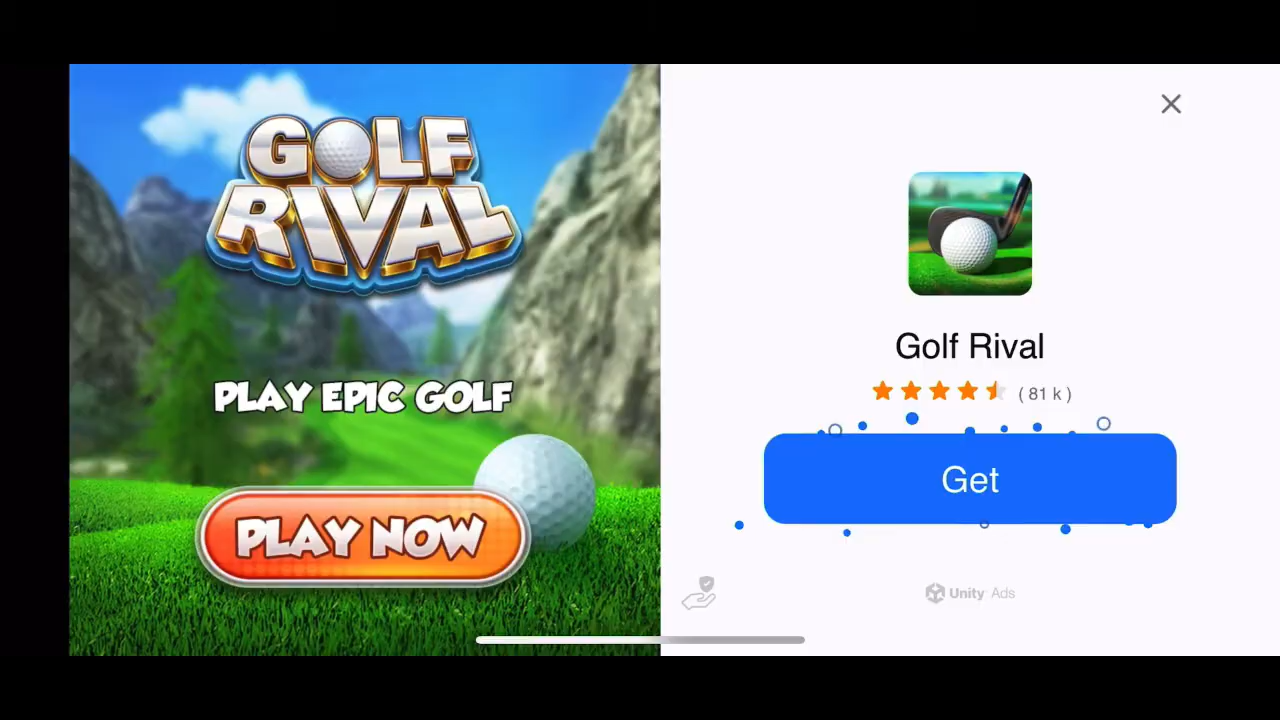 GOLF
RIVAL
PLAY EPIC GOLF
PLAY NOW
Golf Rival
( 81 k )
Get
Unity Ads